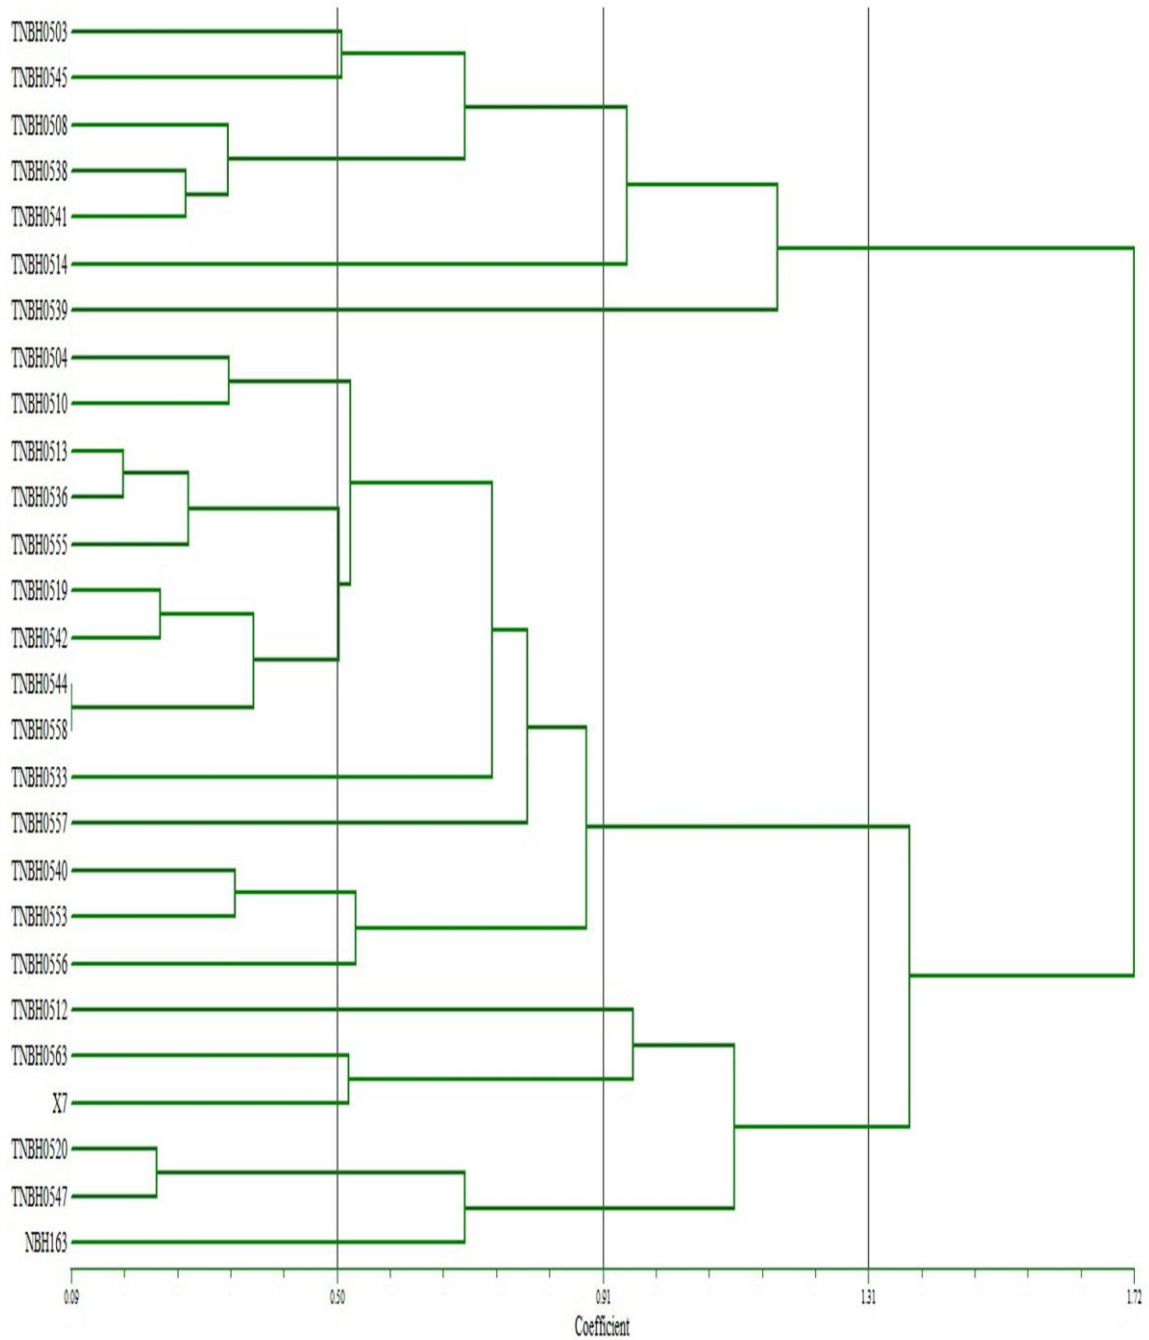 TNBH0503
TNBH0545
TNBH0508
TNBH0538
TNBH0541
TNBH0514
TNBH0539
TNBH0504
TNBH0510
TNBH0513
TNBH0536
TNBH0555
TNBH0519
TNBH0542
TNBH0544
TNBH0558
TNBH0533
TNBH0557
TNBH0540
TNBH0553
TNBH0556
TNBH0512
TNBH0563
X7
TNBH0520
TNBH0547
NBH163
0.09 0.50 0.91 1.31 1.72
Coefficient